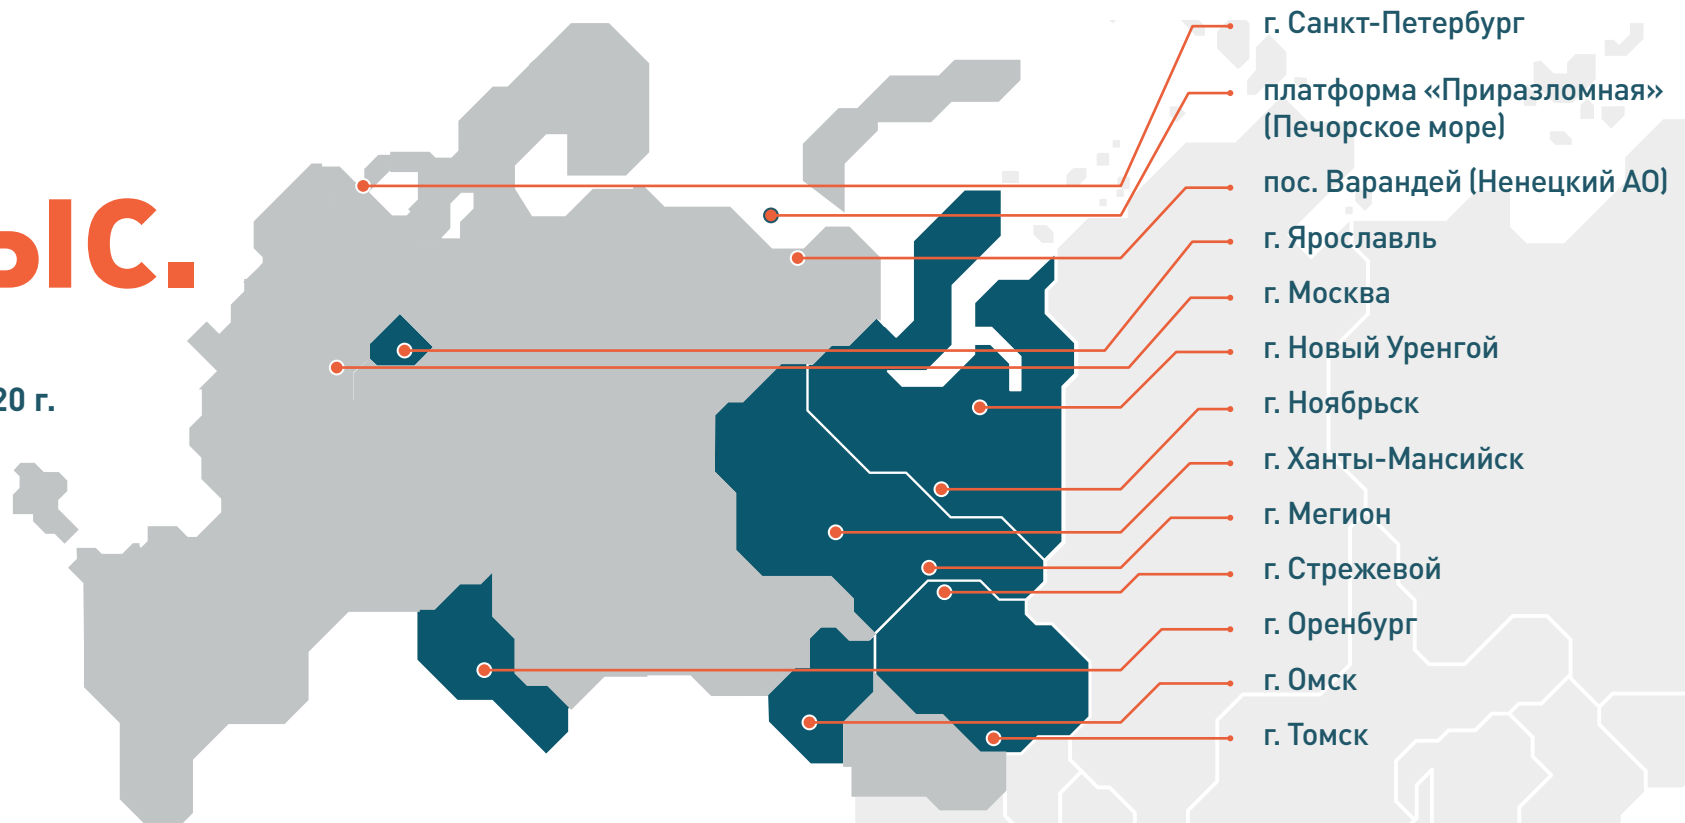 г. Санкт-Петербург
платформа «Приразломная»
(Печорское море)
пос. Варандей (Ненецкий АО)
ЫС.
г. Ярославль
г. Москва
г. Новый Уренгой
20 г.
г. Ноябрьск
г. Ханты-Мансийск
г. Мегион
г. Стрежевой
г. Оренбург
г. Омск
г. Томск